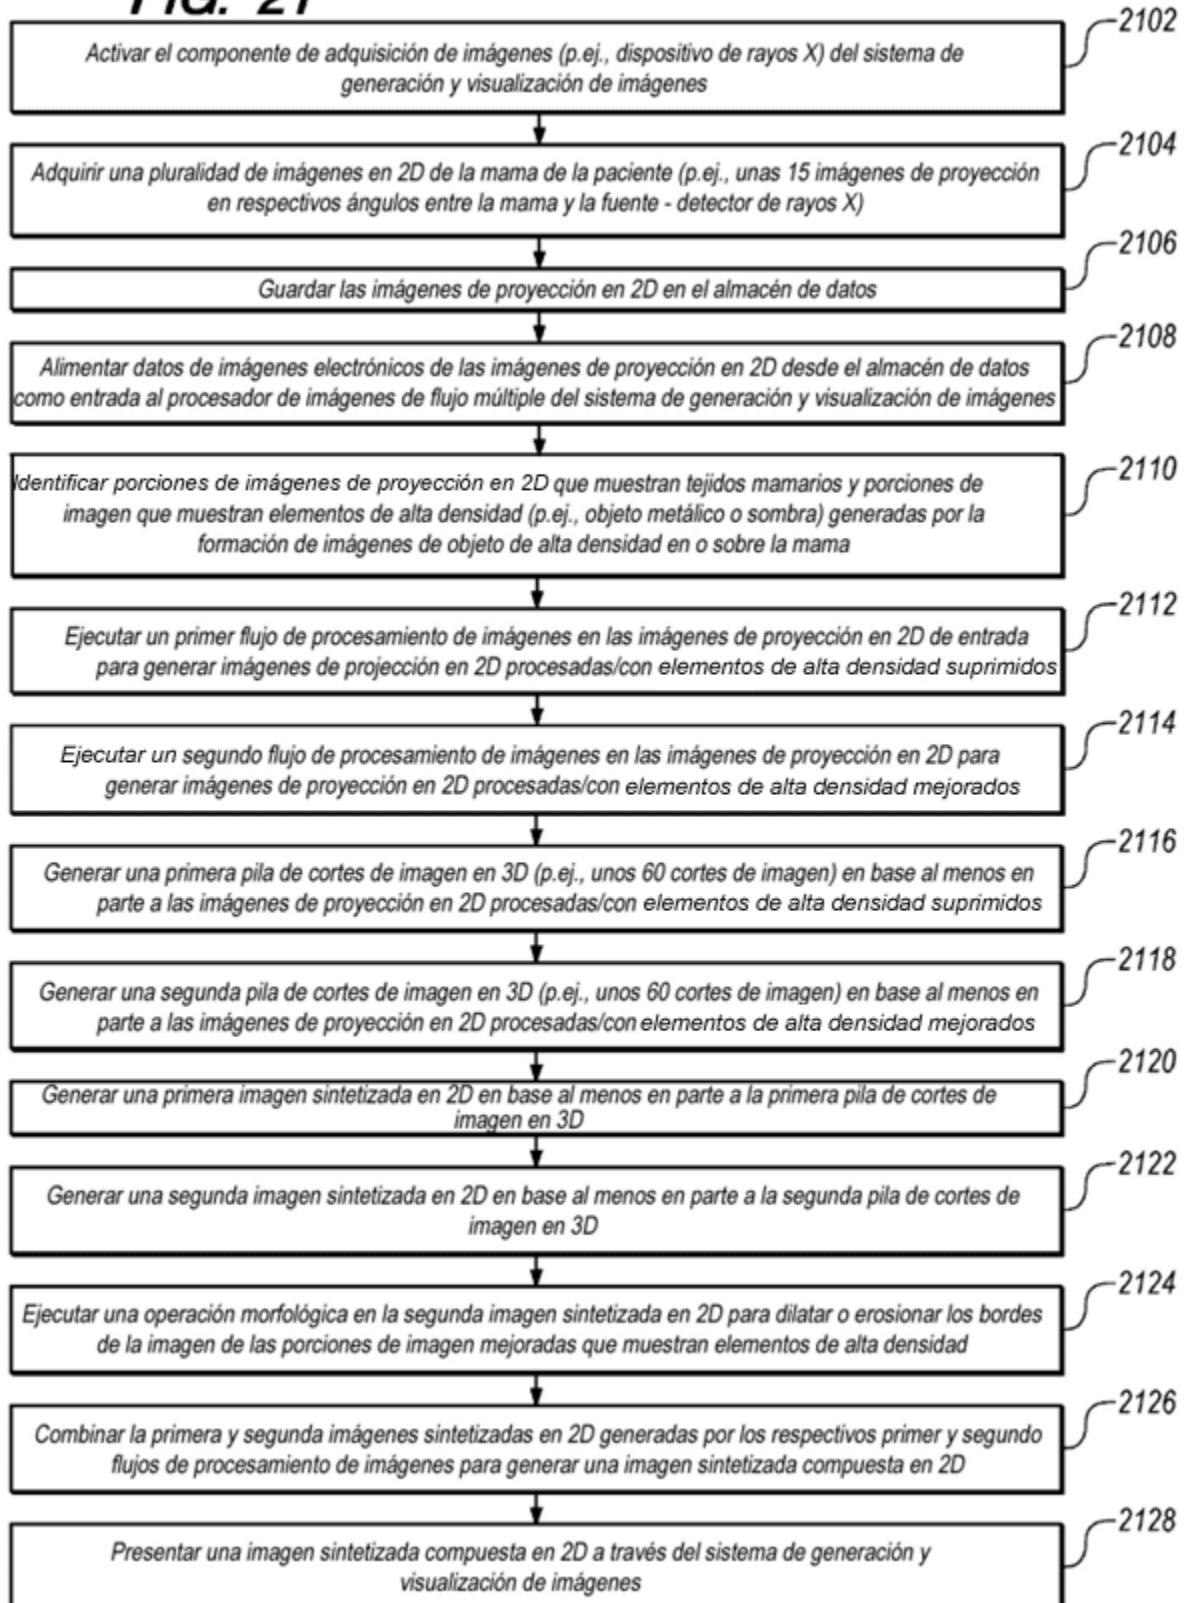 FIG. 21
2102
Activar el componente de adquisición de imágenes (p.ej., dispositivo de rayos X) del sistema de
generación y visualización de imágenes
2104
Adquirir una pluralidad de imágenes en 2D de la mama de la paciente (p.ej., unas 15 imágenes de proyección
en respectivos ángulos entre la mama y la fuente - detector de rayos X)
2106
Guardar las imágenes de proyección en 2D en el almacén de datos
2108
Alimentar datos de imágenes electrónicos de las imágenes de proyección en 2D desde el almacén de datos
como entrada al procesador de imágenes de flujo múltiple del sistema de generación y visualización de imágenes
2110
Identificar porciones de imágenes de proyección en 2D que muestran tejidos mamarios y porciones de
imagen que muestran elementos de alta densidad (p.ej., objeto metálico o sombra) generadas por la
formación de imágenes de objeto de alta densidad en o sobre la mama
2112
Ejecutar un primer flujo de procesamiento de imágenes en las imágenes de proyección en 2D de entrada
para generar imágenes de projección en 2D procesadas/con elementos de alta densidad suprimidos
2114
Ejecutar un segundo flujo de procesamiento de imágenes en las imágenes de proyección en 2D para
generar imágenes de proyección en 2D procesadas/con elementos de alta densidad mejorados
2116
Generar una primera pila de cortes de imagen en 3D (p.ej., unos 60 cortes de imagen) en base al menos en
parte a las imágenes de proyección en 2D procesadas/con elementos de alta densidad suprimidos
2118
Generar una segunda pila de cortes de imagen en 3D (p.ej., unos 60 cortes de imagen) en base al menos en
parte a las imágenes de proyección en 2D procesadas/con elementos de alta densidad mejorados
2120
Generar una primera imagen sintetizada en 2D en base al menos en parte a la primera pila de cortes de
imagen en 3D
2122
Generar una segunda imagen sintetizada en 2D en base al menos en parte a la segunda pila de cortes de
imagen en 3D
2124
Ejecutar una operación morfológica en la segunda imagen sintetizada en 2D para dilatar o erosionar los bordes
de la imagen de las porciones de imagen mejoradas que muestran elementos de alta densidad
2126
Combinar la primera y segunda imágenes sintetizadas en 2D generadas por los respectivos primer y segundo
flujos de procesamiento de imágenes para generar una imagen sintetizada compuesta en 2D
2128
Presentar una imagen sintetizada compuesta en 2D a través del sistema de generación y
visualización de imágenes